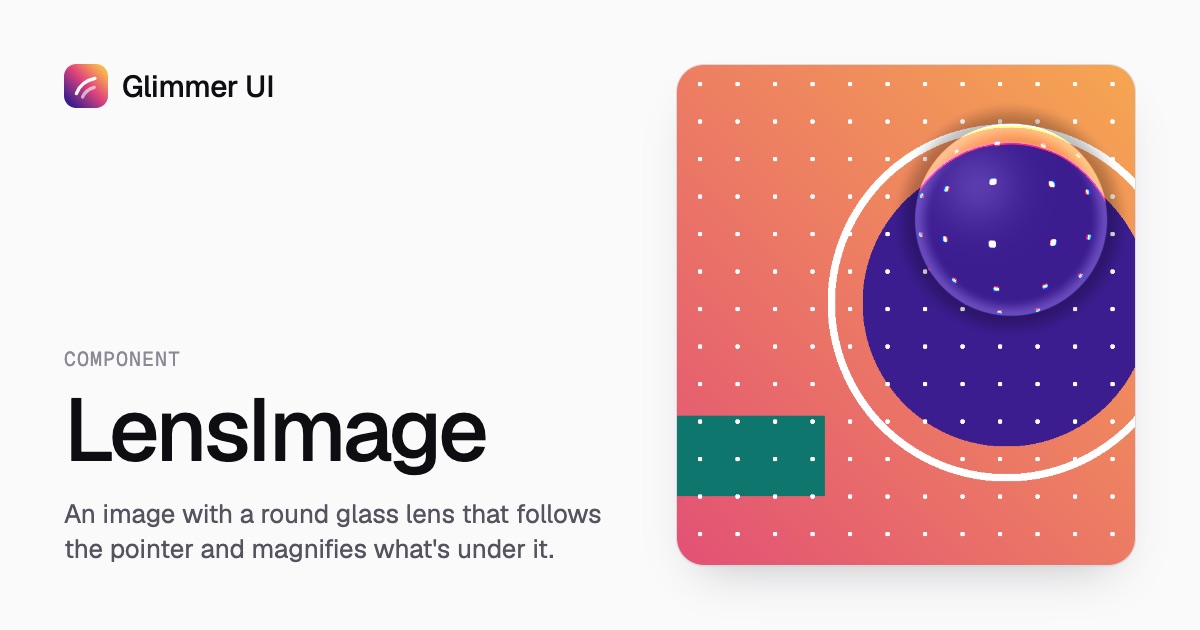 Glimmer UI
COMPONENT
LensImage
An image with a round glass lens that follows
the pointer and magnifies what's under it.